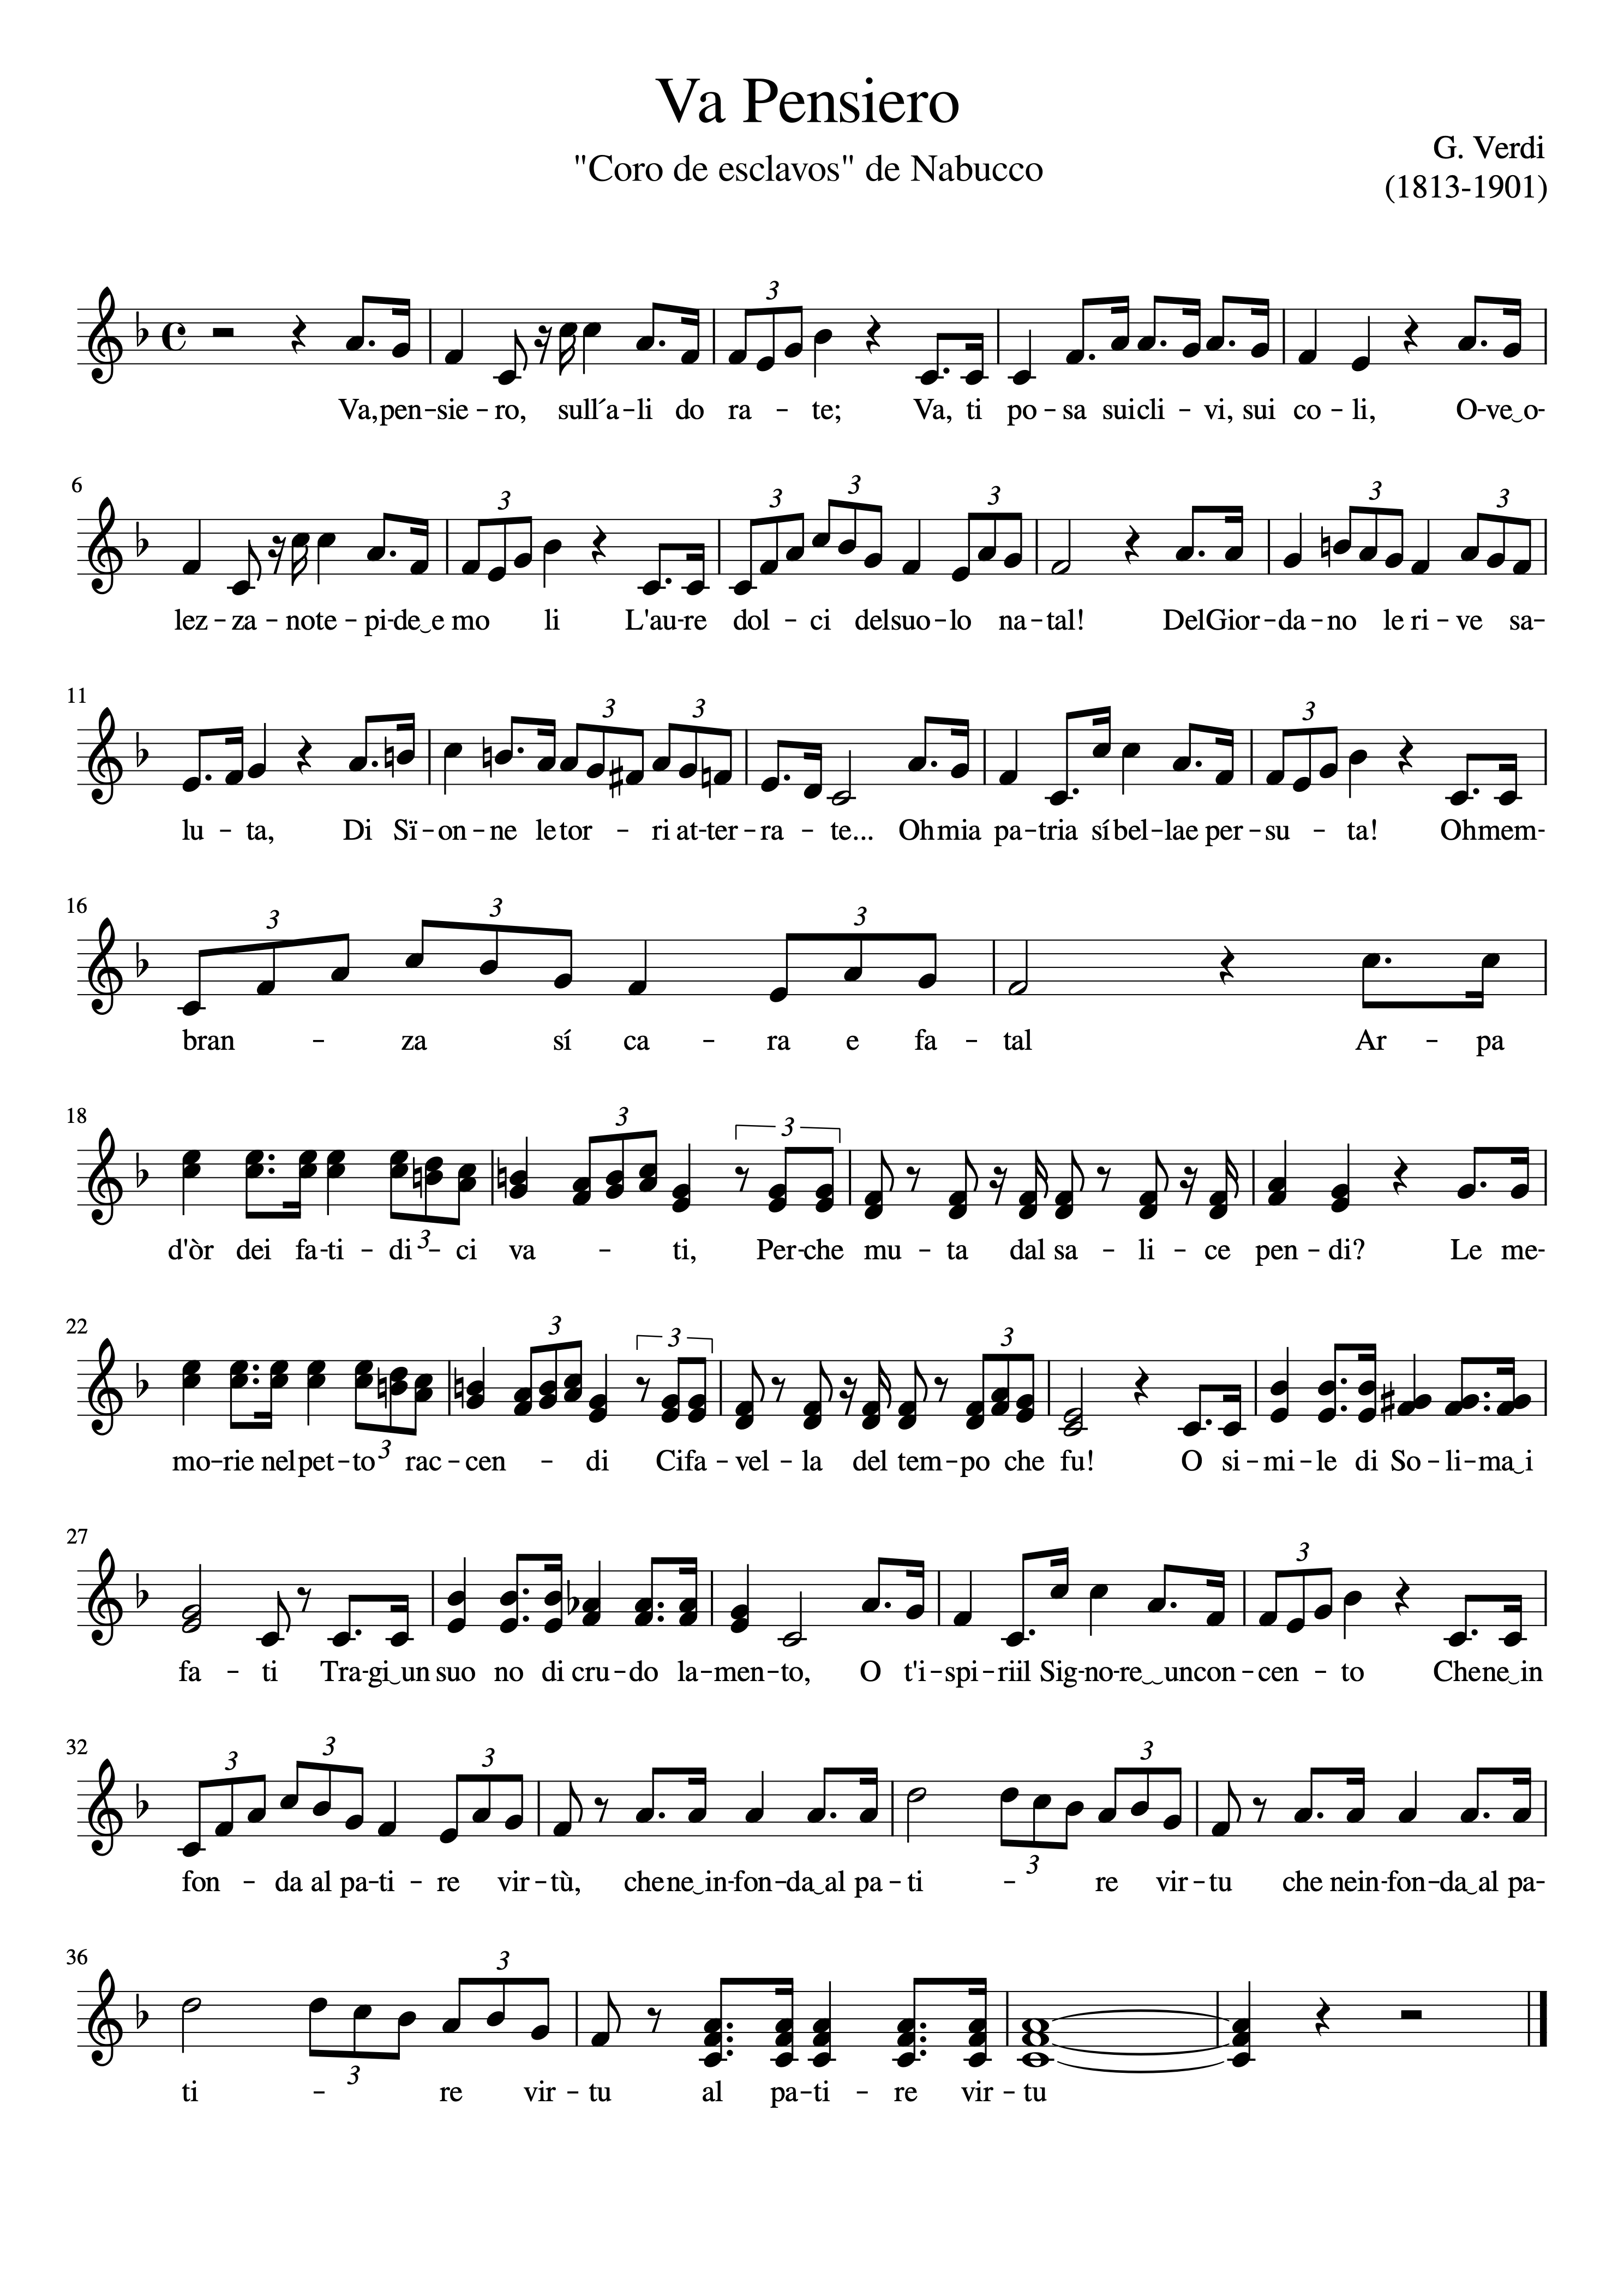 Va Pensiero
"Coro de esclavos" de Nabucco
G. Verdi
(1813-1901)
3
Va, pen-sie-ro, sull´a-li do ra-te; Va, ti po-sa sui cli-vi, sui co-li, O-ve‿o-
6
3 3 3 3 3 3
lez-za-no te-pi-de‿e mo li L'au-re dol-ci del suo-lo na-tal! Del Gior-da-no le ri-ve sa-
11
3 3 3
lu-ta, Di Sï-on-ne le tor-ri at-ter-ra-te... Oh mia pa-tria sí bel-lae per-su-ta! Oh mem-
16
3 3 3
bran-za sí ca-ra e fa-tal Ar-pa
18
3 3 3
d'òr dei fa-ti-di-ci va-ti, Per-che mu-ta dal sa-li-ce pen-di? Le me-
22
3 3 3 3
mo-rie nel pet-to rac-cen-di Ci fa-vel-la del tem-po che fu! O si-mi-le di So-li-ma‿i
27
3
fa-ti Tra-gi‿un suo no di cru-do la-men-to, O t'i-spi-riil Sig-no-re‿un con-cen-to Che ne‿in
32
3 3 3 3 3
fon-da al pa-ti-re vir-tù, che ne‿in-fon-da‿al pa-ti-re vir-tu che nein-fon-da‿al pa-
36
3 3
ti-re vir-tu al pa-ti-re vir-tu